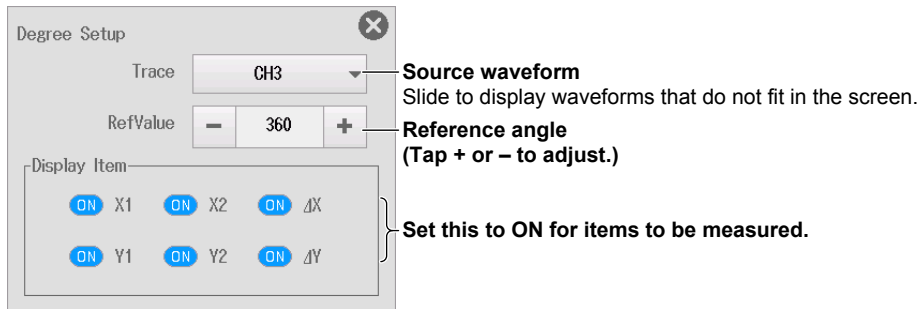 Degree Setup
Trace CH3
Source waveform
Slide to display waveforms that do not fit in the screen.
RefValue − 360 +
Reference angle
(Tap + or – to adjust.)
Display Item
ON X1 ON X2 ON ΔX
Set this to ON for items to be measured.
ON Y1 ON Y2 ON ΔY